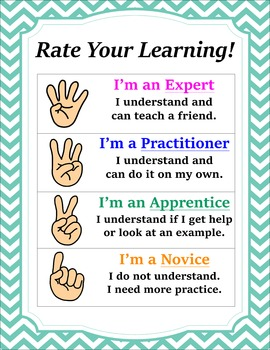 Rate Your Learning!
I'm an Expert
I understand and
can teach a friend.
I'm a Practitioner
I understand and
can do it on my own.
I'm an Apprentice
I understand if I get help
or look at an example.
I'm a Novice
I do not understand.
I need more practice.